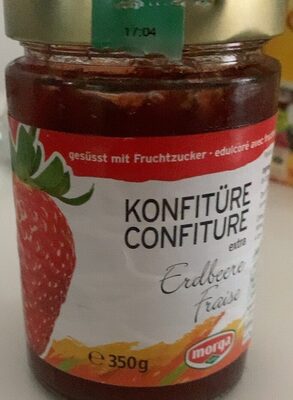 17:04
gesüsst mit Fruchtzucker · edulcoré avec
KONFITÜRE
CONFITURE
extra
Erdbeere
Fraise
℮ 350g
morga